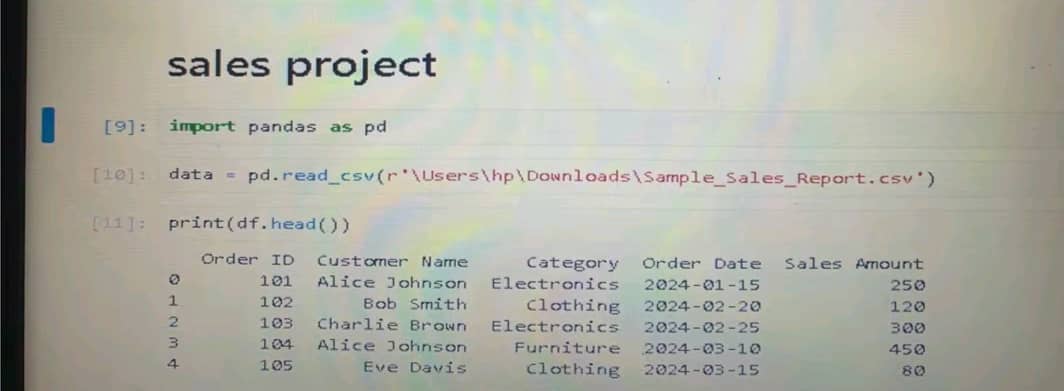 sales project
[9]: import pandas as pd
[10]: data = pd.read_csv(r'\Users\hp\Downloads\Sample_Sales_Report.csv')
[11]: print(df.head())
Order ID Customer Name Category Order Date Sales Amount
0 101 Alice Johnson Electronics 2024-01-15 250
1 102 Bob Smith Clothing 2024-02-20 120
2 103 Charlie Brown Electronics 2024-02-25 300
3 104 Alice Johnson Furniture 2024-03-10 450
4 105 Eve Davis Clothing 2024-03-15 80